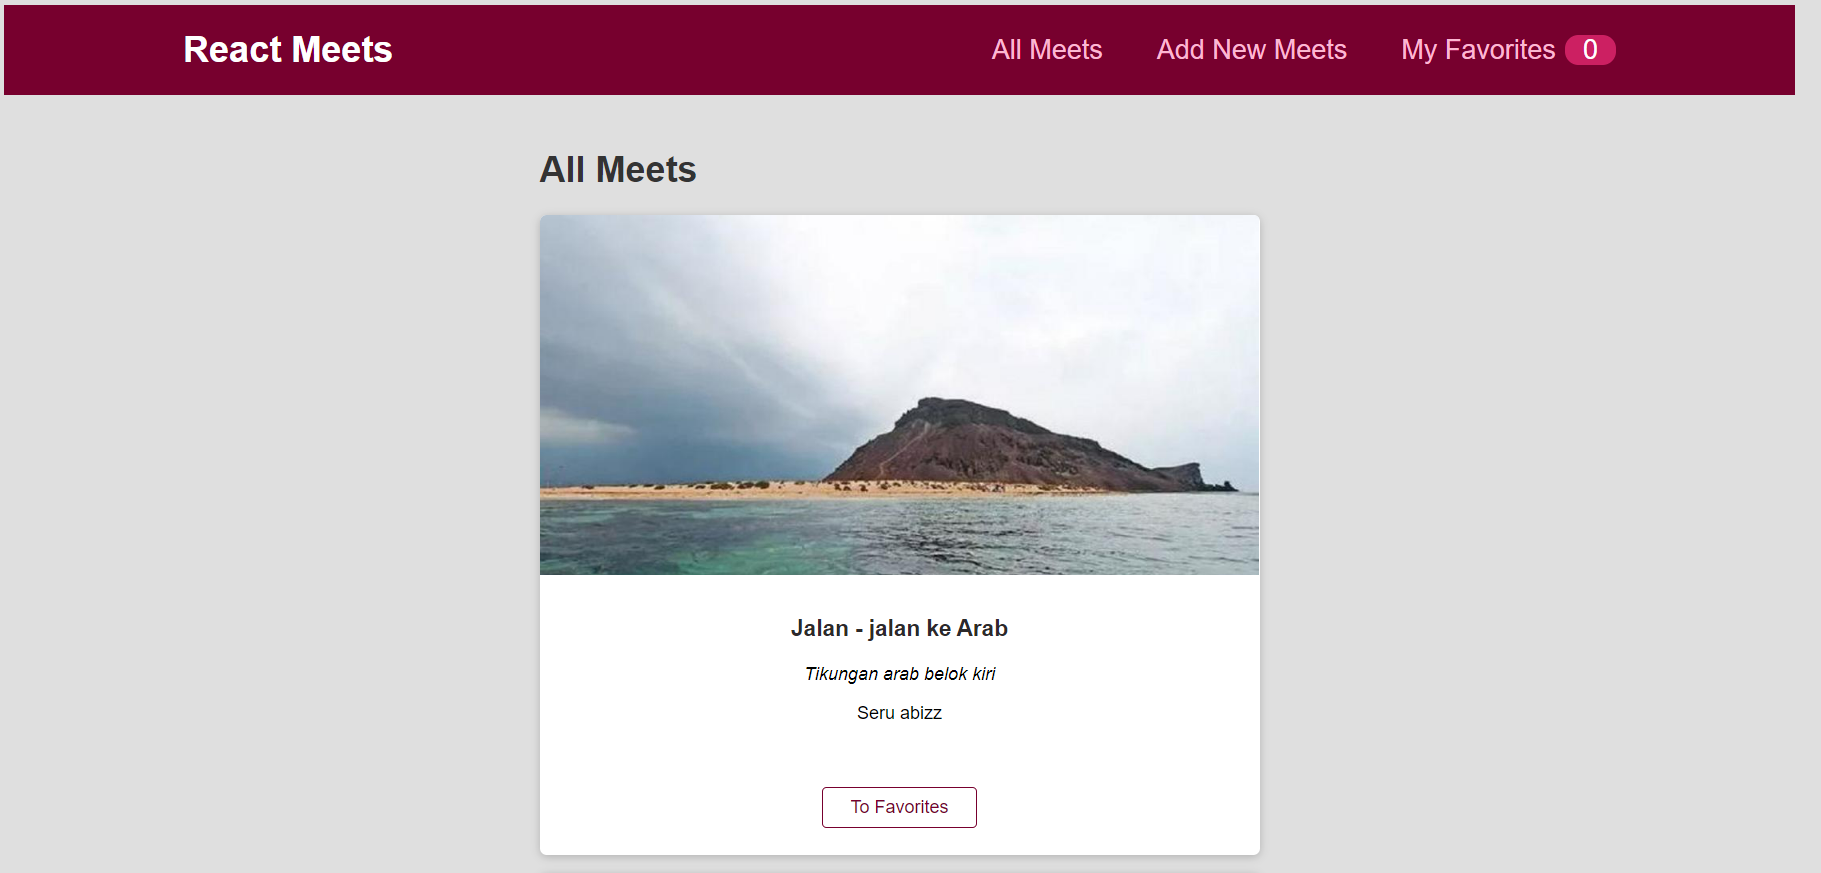 React Meets
All Meets
Add New Meets
My Favorites 0
All Meets
Jalan - jalan ke Arab
Tikungan arab belok kiri
Seru abizz
To Favorites